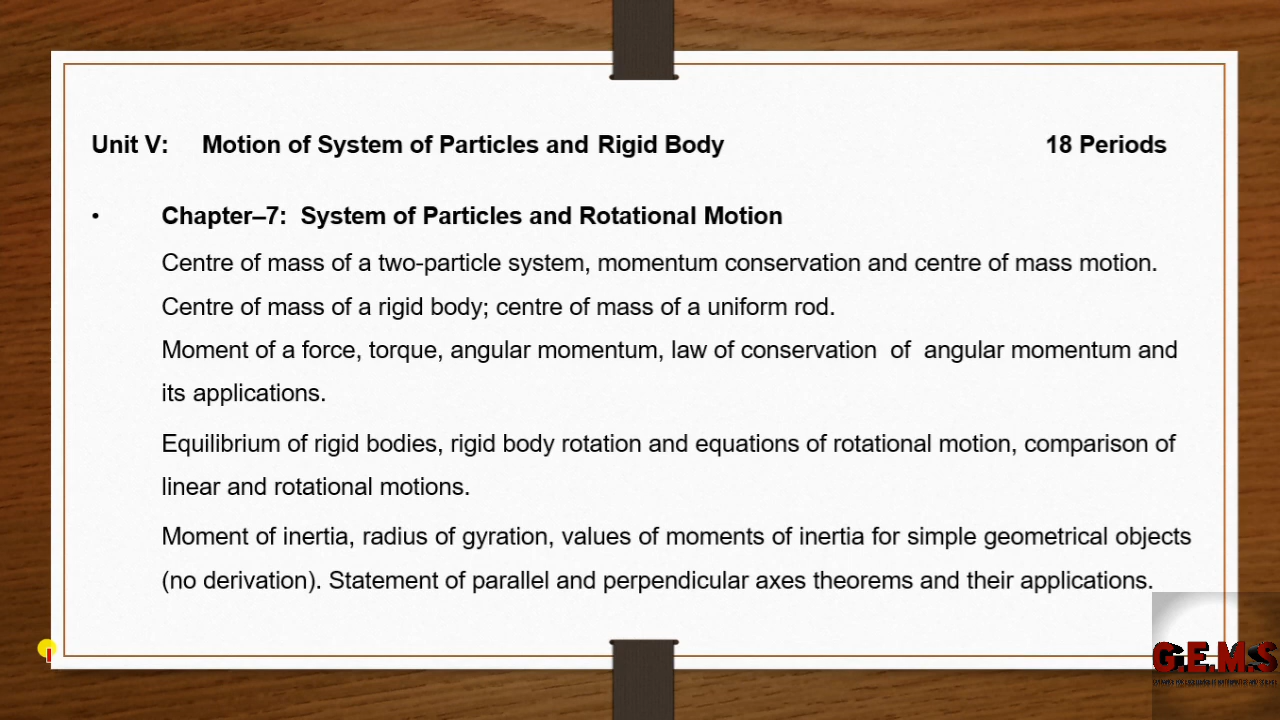 Unit V: Motion of System of Particles and Rigid Body 18 Periods
• Chapter–7: System of Particles and Rotational Motion
Centre of mass of a two-particle system, momentum conservation and centre of mass motion.
Centre of mass of a rigid body; centre of mass of a uniform rod.
Moment of a force, torque, angular momentum, law of conservation of angular momentum and
its applications.
Equilibrium of rigid bodies, rigid body rotation and equations of rotational motion, comparison of
linear and rotational motions.
Moment of inertia, radius of gyration, values of moments of inertia for simple geometrical objects
(no derivation). Statement of parallel and perpendicular axes theorems and their applications.
G.E.M.S